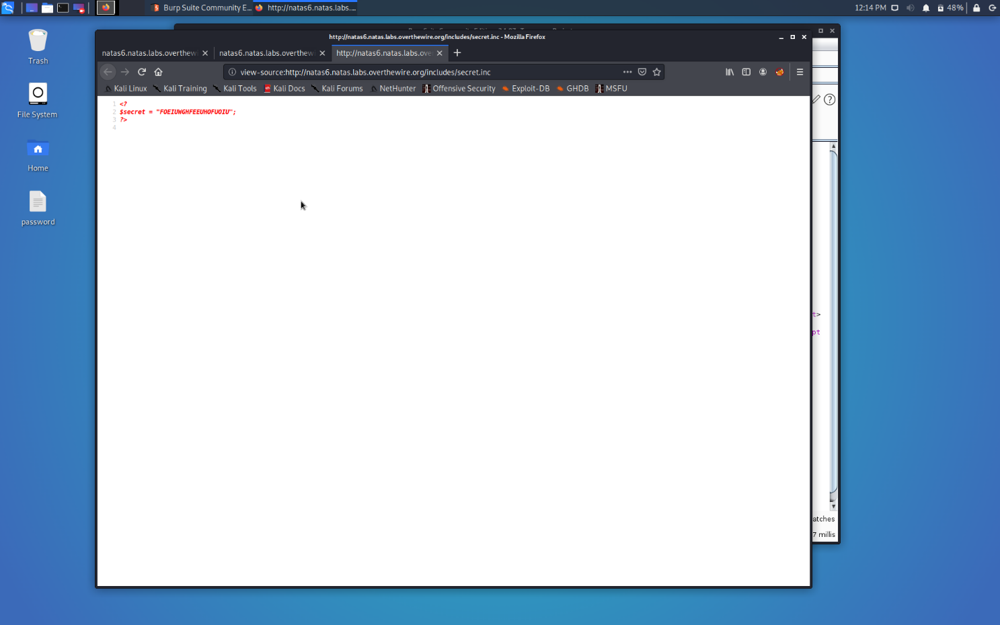 Burp Suite Community E...
http://natas6.natas.labs....
12:14 PM
48%
Trash
File System
Home
password
http://natas6.natas.labs.overthewire.org/includes/secret.inc - Mozilla Firefox
natas6.natas.labs.overthew
natas6.natas.labs.overthew
http://natas6.natas.labs.ove
view-source:http://natas6.natas.labs.overthewire.org/includes/secret.inc
Kali Linux
Kali Training
Kali Tools
Kali Docs
Kali Forums
NetHunter
Offensive Security
Exploit-DB
GHDB
MSFU
1 <?
2 $secret = "FOEIUWGHFEEUHOFUOIU";
3 ?>
4
t>
pt
atches
7 millis